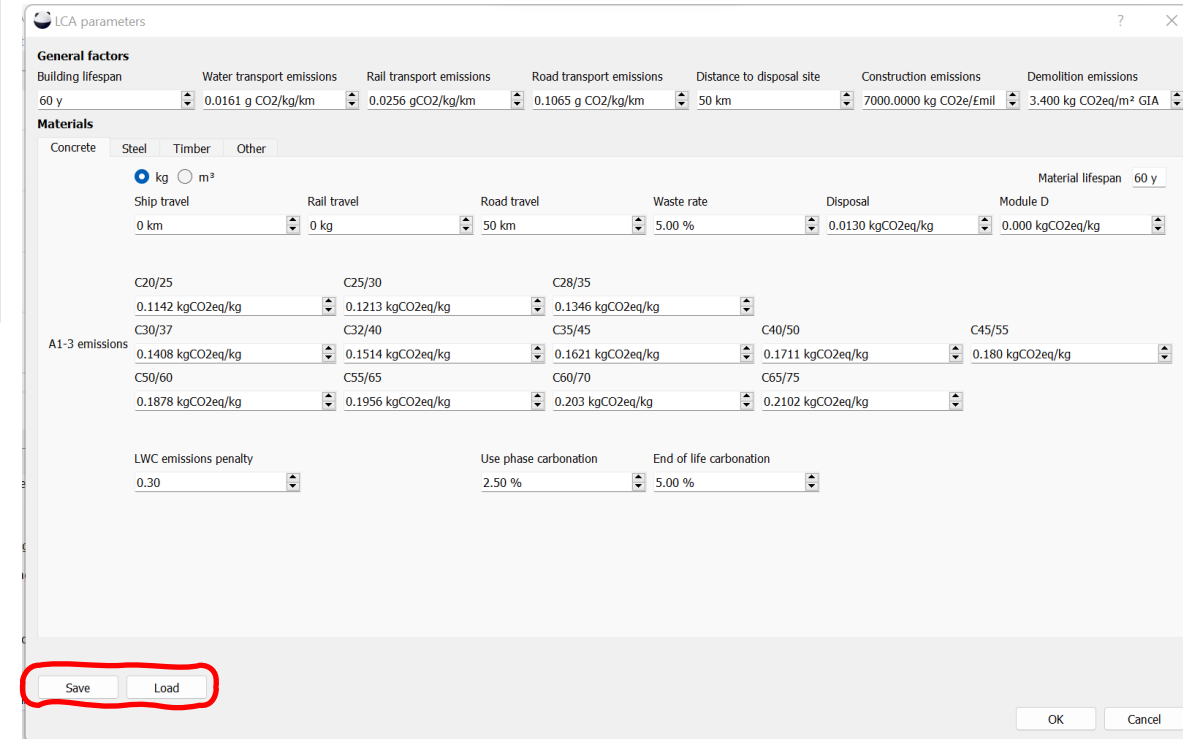 LCA parameters ? ×
General factors
Building lifespan Water transport emissions Rail transport emissions Road transport emissions Distance to disposal site Construction emissions Demolition emissions
60 y 0.0161 g CO2/kg/km 0.0256 gCO2/kg/km 0.1065 g CO2/kg/km 50 km 7000.0000 kg CO2e/£mil 3.400 kg CO2eq/m² GIA
Materials
Concrete Steel Timber Other
kg m³ Material lifespan 60 y
Ship travel Rail travel Road travel Waste rate Disposal Module D
0 km 0 kg 50 km 5.00 % 0.0130 kgCO2eq/kg 0.000 kgCO2eq/kg
C20/25 C25/30 C28/35
0.1142 kgCO2eq/kg 0.1213 kgCO2eq/kg 0.1346 kgCO2eq/kg
C30/37 C32/40 C35/45 C40/50 C45/55
A1-3 emissions 0.1408 kgCO2eq/kg 0.1514 kgCO2eq/kg 0.1621 kgCO2eq/kg 0.1711 kgCO2eq/kg 0.180 kgCO2eq/kg
C50/60 C55/65 C60/70 C65/75
0.1878 kgCO2eq/kg 0.1956 kgCO2eq/kg 0.203 kgCO2eq/kg 0.2102 kgCO2eq/kg
LWC emissions penalty Use phase carbonation End of life carbonation
0.30 2.50 % 5.00 %
Save Load
OK Cancel